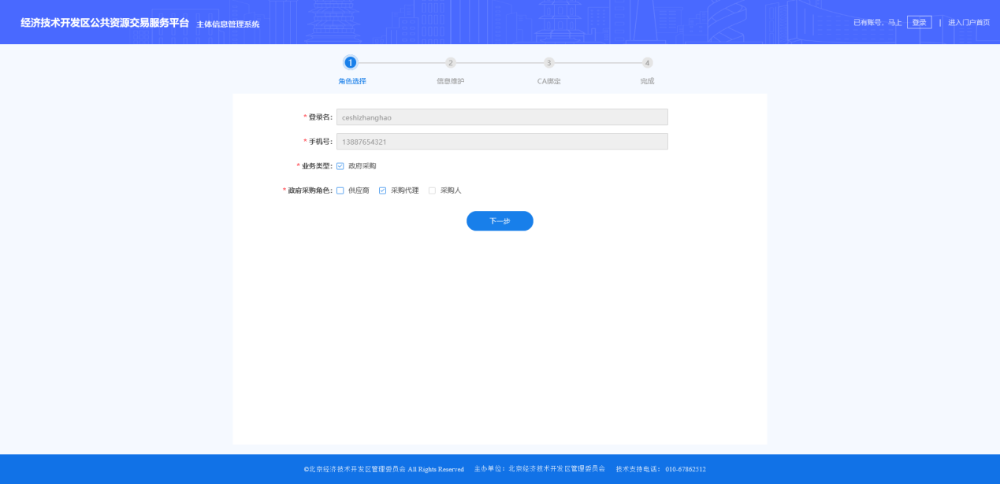 经济技术开发区公共资源交易服务平台 主体信息管理系统 已有账号，马上 登录 | 进入门户首页
1 2 3 4
角色选择 信息维护 CA绑定 完成
* 登录名： ceshizhanghao
* 手机号： 13887654321
* 业务类型： 政府采购
* 政府采购角色： 供应商 采购代理 采购人
下一步
©北京经济技术开发区管理委员会 All Rights Reserved 主办单位：北京经济技术开发区管理委员会 技术支持电话： 010-67862512